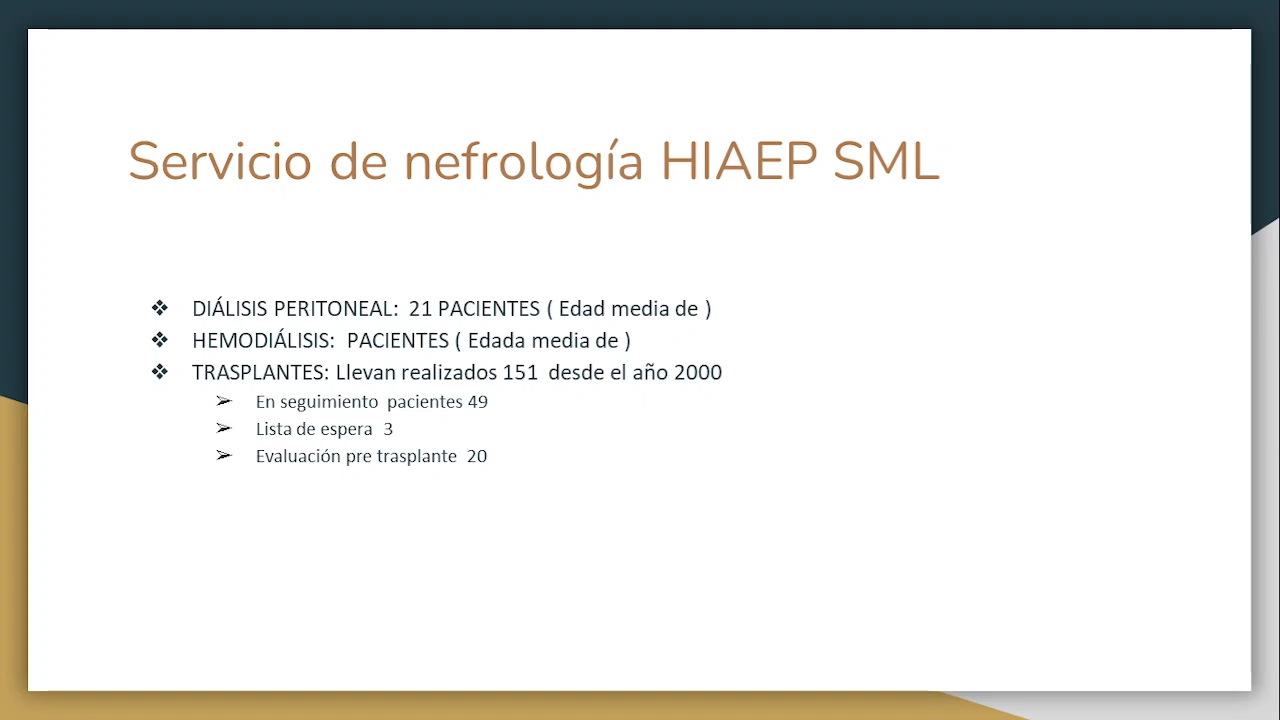 Servicio de nefrología HIAEP SML
❖ DIÁLISIS PERITONEAL:  21 PACIENTES ( Edad media de )
❖ HEMODIÁLISIS:  PACIENTES ( Edada media de )
❖ TRASPLANTES: Llevan realizados 151  desde el año 2000
➢ En seguimiento  pacientes 49
➢ Lista de espera  3
➢ Evaluación pre trasplante  20